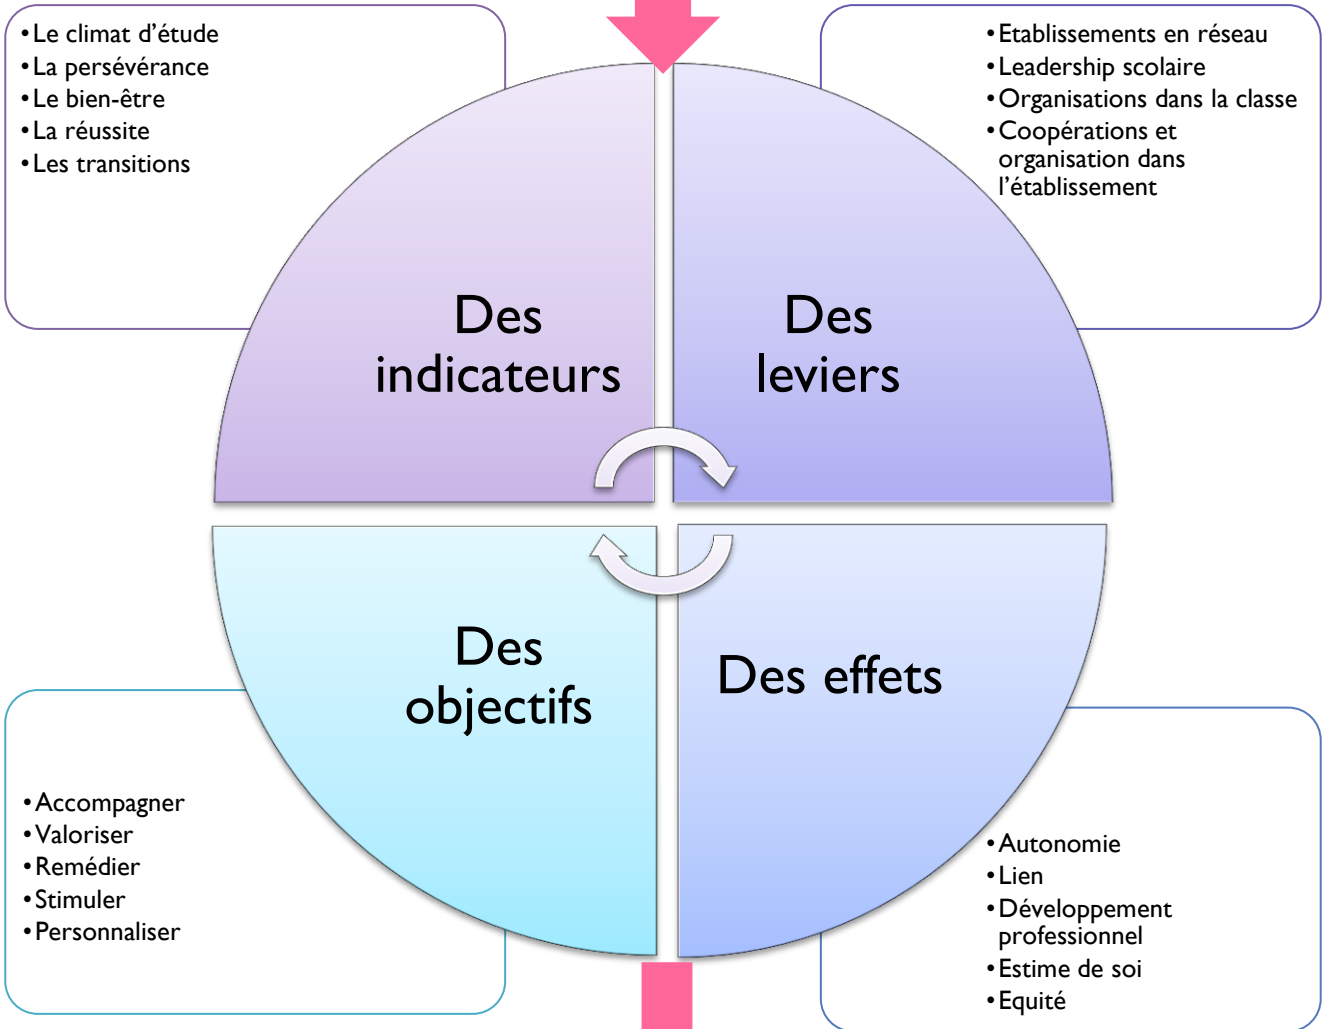 •Le climat d’étude
•La persévérance
•Le bien-être
•La réussite
•Les transitions
•Etablissements en réseau
•Leadership scolaire
•Organisations dans la classe
•Coopérations et
organisation dans
l’établissement
Des
indicateurs
Des
leviers
Des
objectifs
Des effets
•Accompagner
•Valoriser
•Remédier
•Stimuler
•Personnaliser
•Autonomie
•Lien
•Développement
professionnel
•Estime de soi
•Equité